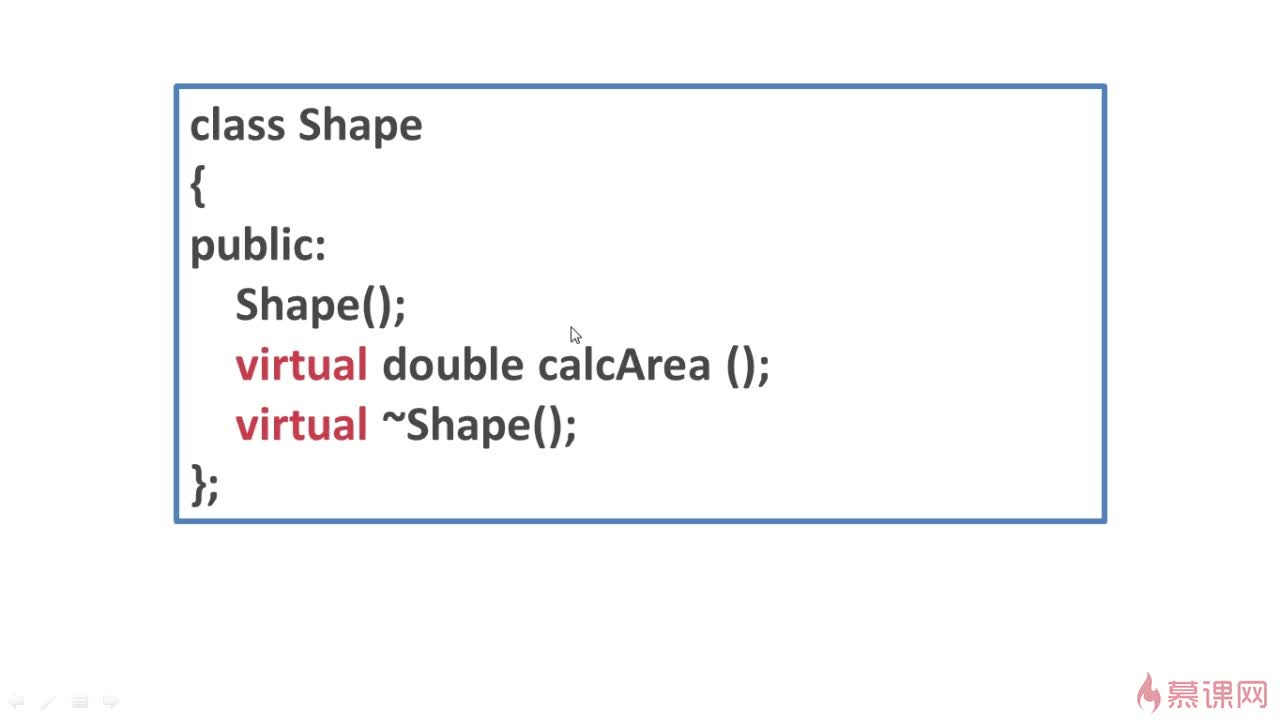 class Shape
{
public:
Shape();
virtual double calcArea ();
virtual ~Shape();
};
慕课网